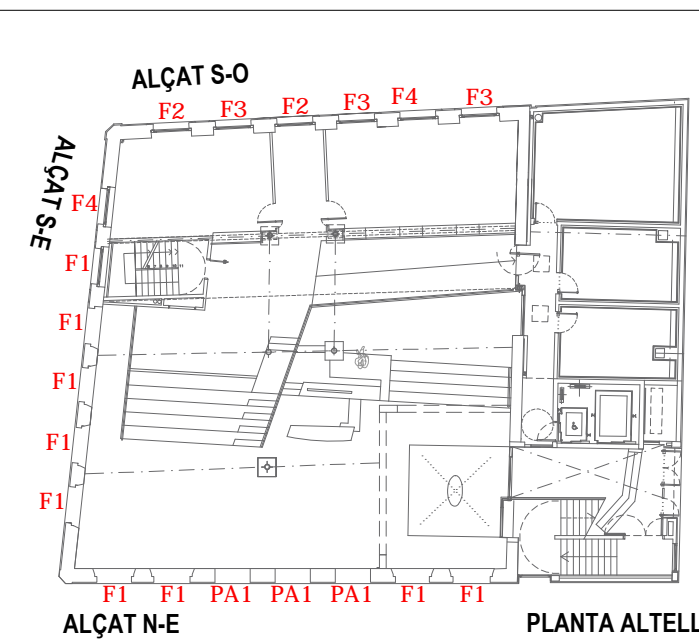 ALÇAT S-O
F2 F3 F2 F3 F4 F3
ALÇAT S-E
F4
F1
F1
F1
F1
F1
F1 F1 PA1 PA1 PA1 F1 F1
ALÇAT N-E
PLANTA ALTELL